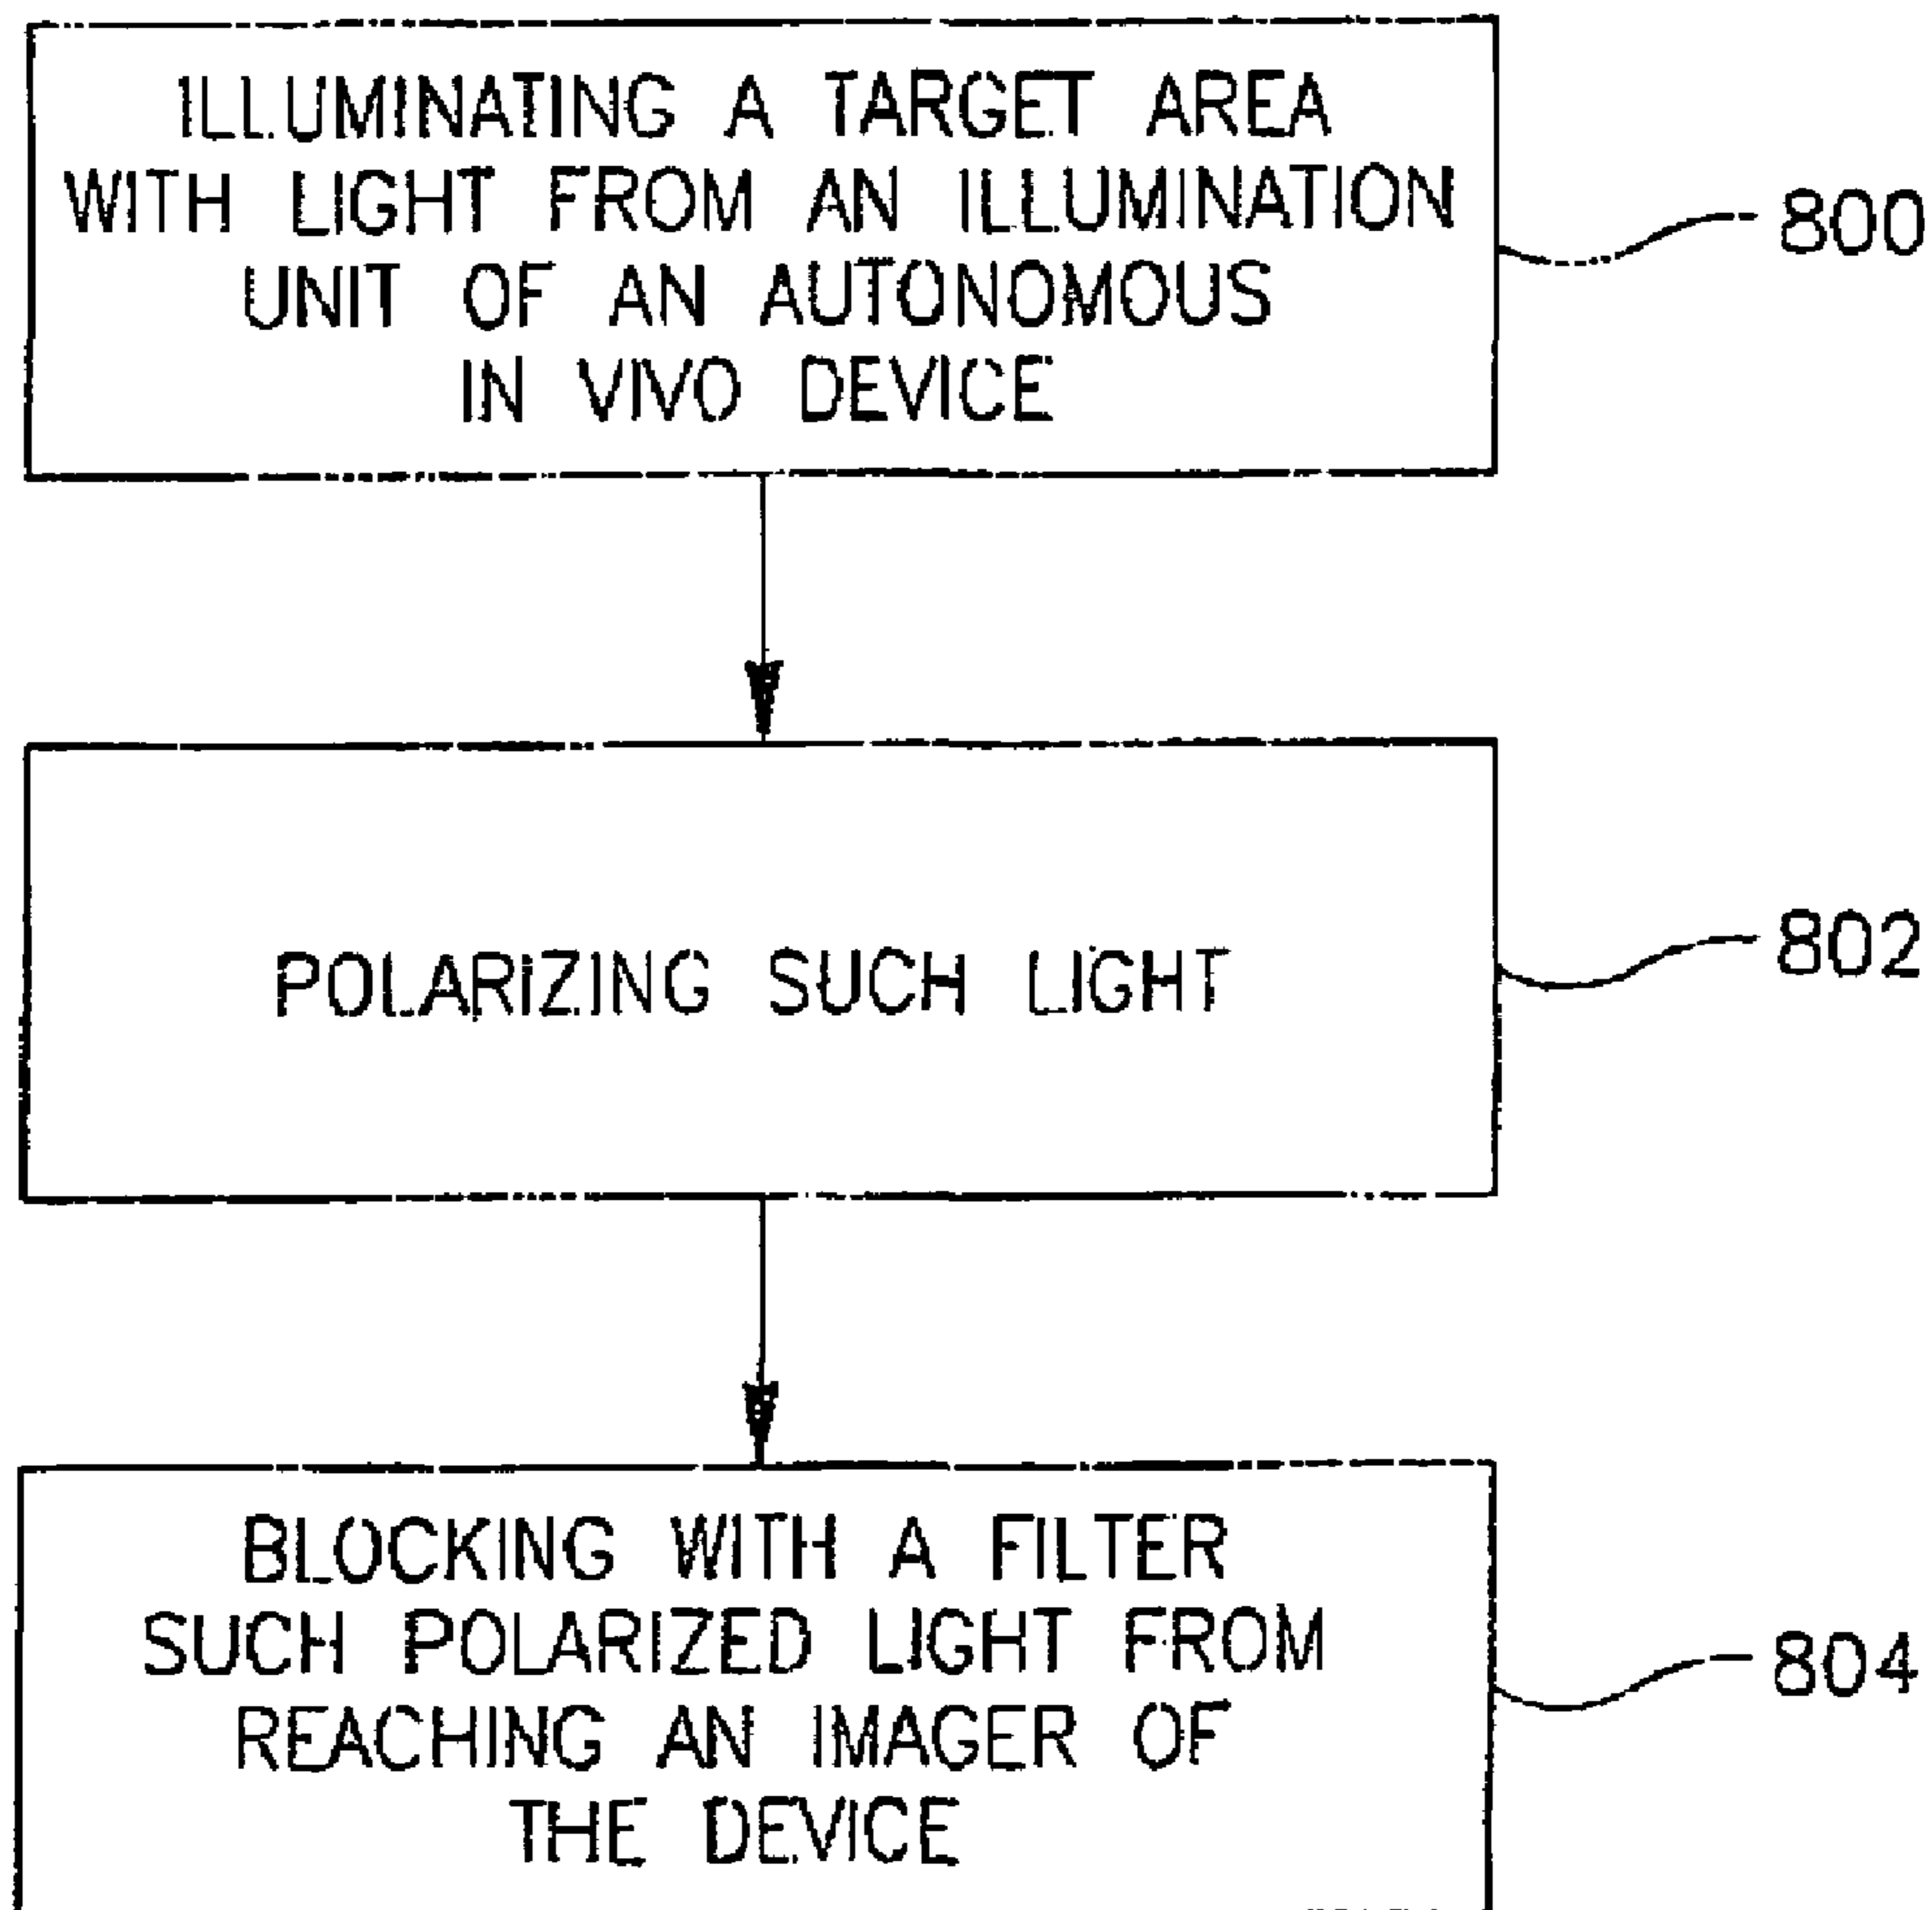 ILLUMINATING A TARGET AREA
WITH LIGHT FROM AN ILLUMINATION
UNIT OF AN AUTONOMOUS
IN VIVO DEVICE
800
POLARIZING SUCH LIGHT
802
BLOCKING WITH A FILTER
SUCH POLARIZED LIGHT FROM
REACHING AN IMAGER OF
THE DEVICE
804